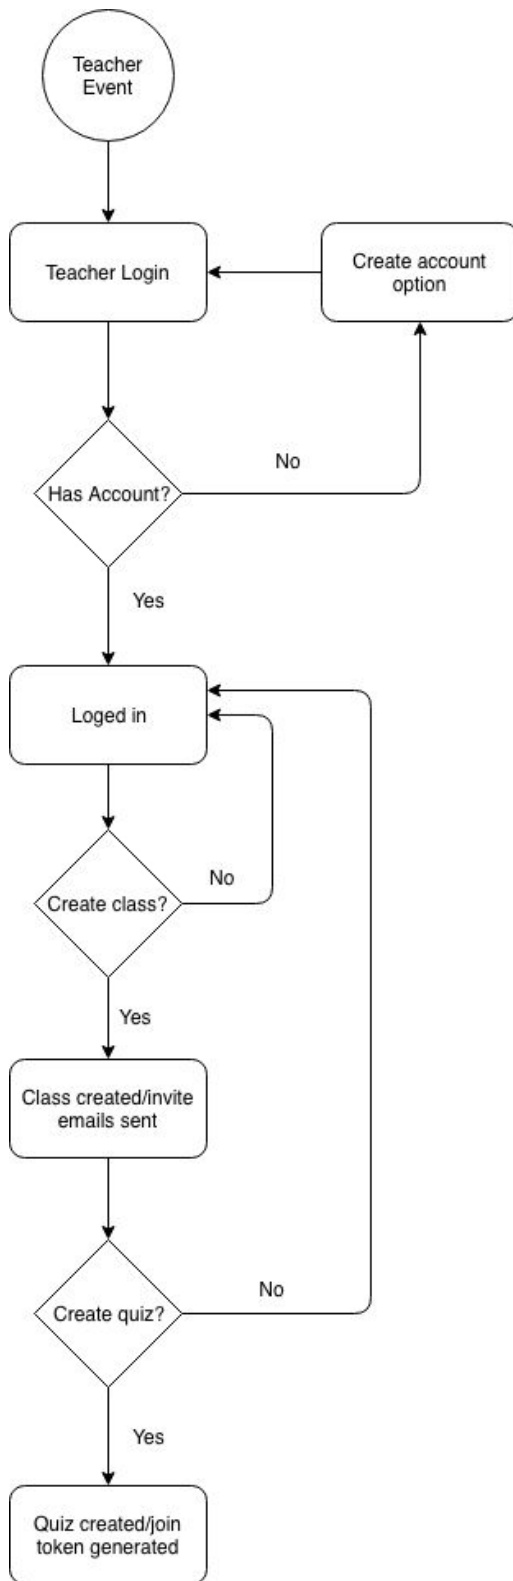 Teacher
Event
Teacher Login
Create account
option
Has Account?
No
Yes
Loged in
Create class?
No
Yes
Class created/invite
emails sent
Create quiz?
No
Yes
Quiz created/join
token generated